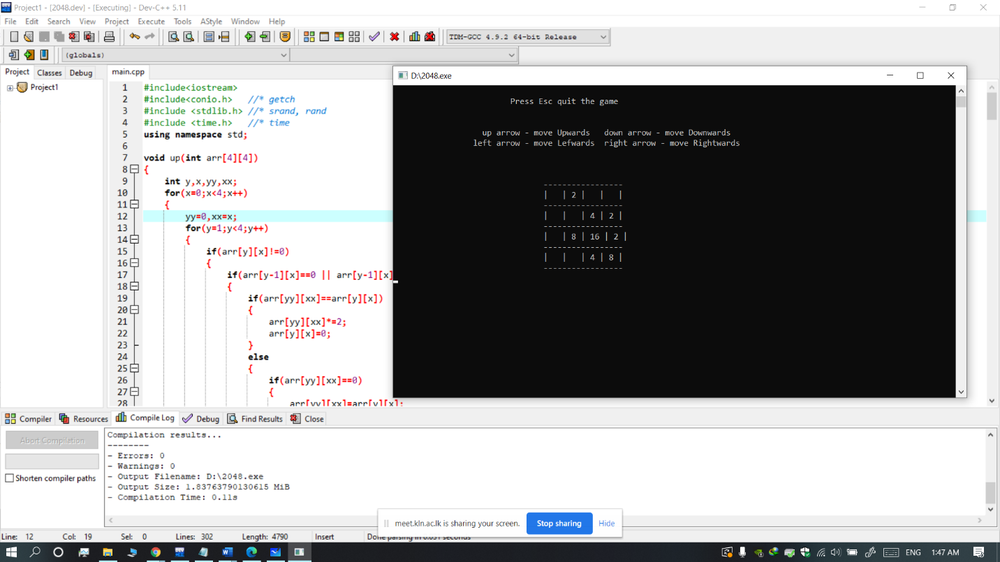 Project1 - [2048.dev] - [Executing] - Dev-C++ 5.11
File Edit Search View Project Execute Tools AStyle Window Help
TDM-GCC 4.9.2 64-bit Release
(globals)
Project Classes Debug
Project1
main.cpp
1 #include<iostream>
2 #include<conio.h> //* getch
3 #include <stdlib.h> //* srand, rand
4 #include <time.h> //* time
5 using namespace std;
6
7 void up(int arr[4][4])
8 {
9 int y,x,yy,xx;
10 for(x=0;x<4;x++)
11 {
12 yy=0,xx=x;
13 for(y=1;y<4;y++)
14 {
15 if(arr[y][x]!=0)
16 {
17 if(arr[y-1][x]==0 || arr[y-1][x]
18 {
19 if(arr[yy][xx]==arr[y][x])
20 {
21 arr[yy][xx]*=2;
22 arr[y][x]=0;
23 }
24 else
25 {
26 if(arr[yy][xx]==0)
27 {
28 arr[yy][xx]=arr[y][x];
D:\2048.exe
Press Esc quit the game
up arrow - move Upwards down arrow - move Downwards
left arrow - move Lefwards right arrow - move Rightwards
-----------------
| | 2 | | |
-----------------
| | | 4 | 2 |
-----------------
| | 8 | 16 | 2 |
-----------------
| | | 4 | 8 |
-----------------
Compiler Resources Compile Log Debug Find Results Close
Abort Compilation
Shorten compiler paths
Compilation results...
--------
- Errors: 0
- Warnings: 0
- Output Filename: D:\2048.exe
- Output Size: 1.83763790130615 MiB
- Compilation Time: 0.11s
meet.kln.ac.lk is sharing your screen. Stop sharing Hide
Line: 12 Col: 19 Sel: 0 Lines: 302 Length: 4790 Insert Done parsing in 0.031 seconds
ENG 1:47 AM